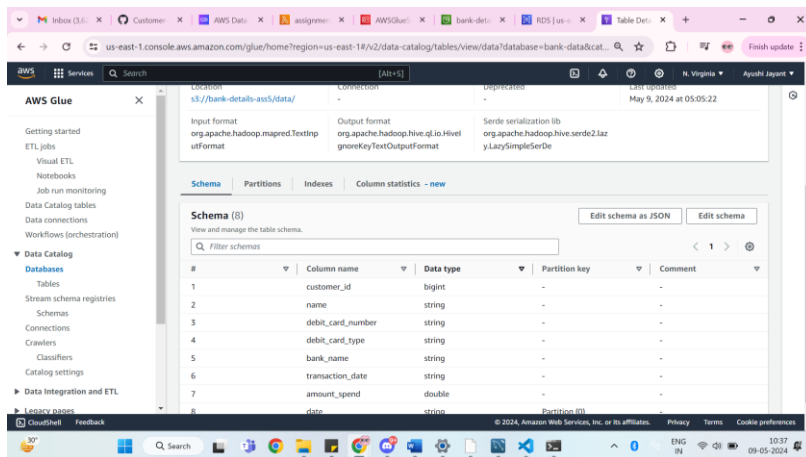 Inbox (3,6
Customer
AWS Data
assignmen
AWSGlueS
bank-deta
RDS | us-e
Table Deta
us-east-1.console.aws.amazon.com/glue/home?region=us-east-1#/v2/data-catalog/tables/view/data?database=bank-data&cat...
Finish update
aws
Services
Search
[Alt+S]
N. Virginia
Ayushi Jayant
AWS Glue
Getting started
ETL jobs
Visual ETL
Notebooks
Job run monitoring
Data Catalog tables
Data connections
Workflows (orchestration)
Data Catalog
Databases
Tables
Stream schema registries
Schemas
Connections
Crawlers
Classifiers
Catalog settings
Data Integration and ETL
Legacy pages
Location
Connection
Deprecated
Last updated
s3://bank-details-ass5/data/
-
-
May 9, 2024 at 05:05:22
Input format
Output format
Serde serialization lib
org.apache.hadoop.mapred.TextInp
utFormat
org.apache.hadoop.hive.ql.io.HiveI
gnoreKeyTextOutputFormat
org.apache.hadoop.hive.serde2.laz
y.LazySimpleSerDe
Schema
Partitions
Indexes
Column statistics - new
Schema (8)
View and manage the table schema.
Edit schema as JSON
Edit schema
Filter schemas
1
# Column name Data type Partition key Comment
1 customer_id bigint - -
2 name string - -
3 debit_card_number string - -
4 debit_card_type string - -
5 bank_name string - -
6 transaction_date string - -
7 amount_spend double - -
8 date string Partition (0) -
CloudShell
Feedback
© 2024, Amazon Web Services, Inc. or its affiliates.
Privacy
Terms
Cookie preferences
30°
Search
ENG
IN
10:37
09-05-2024